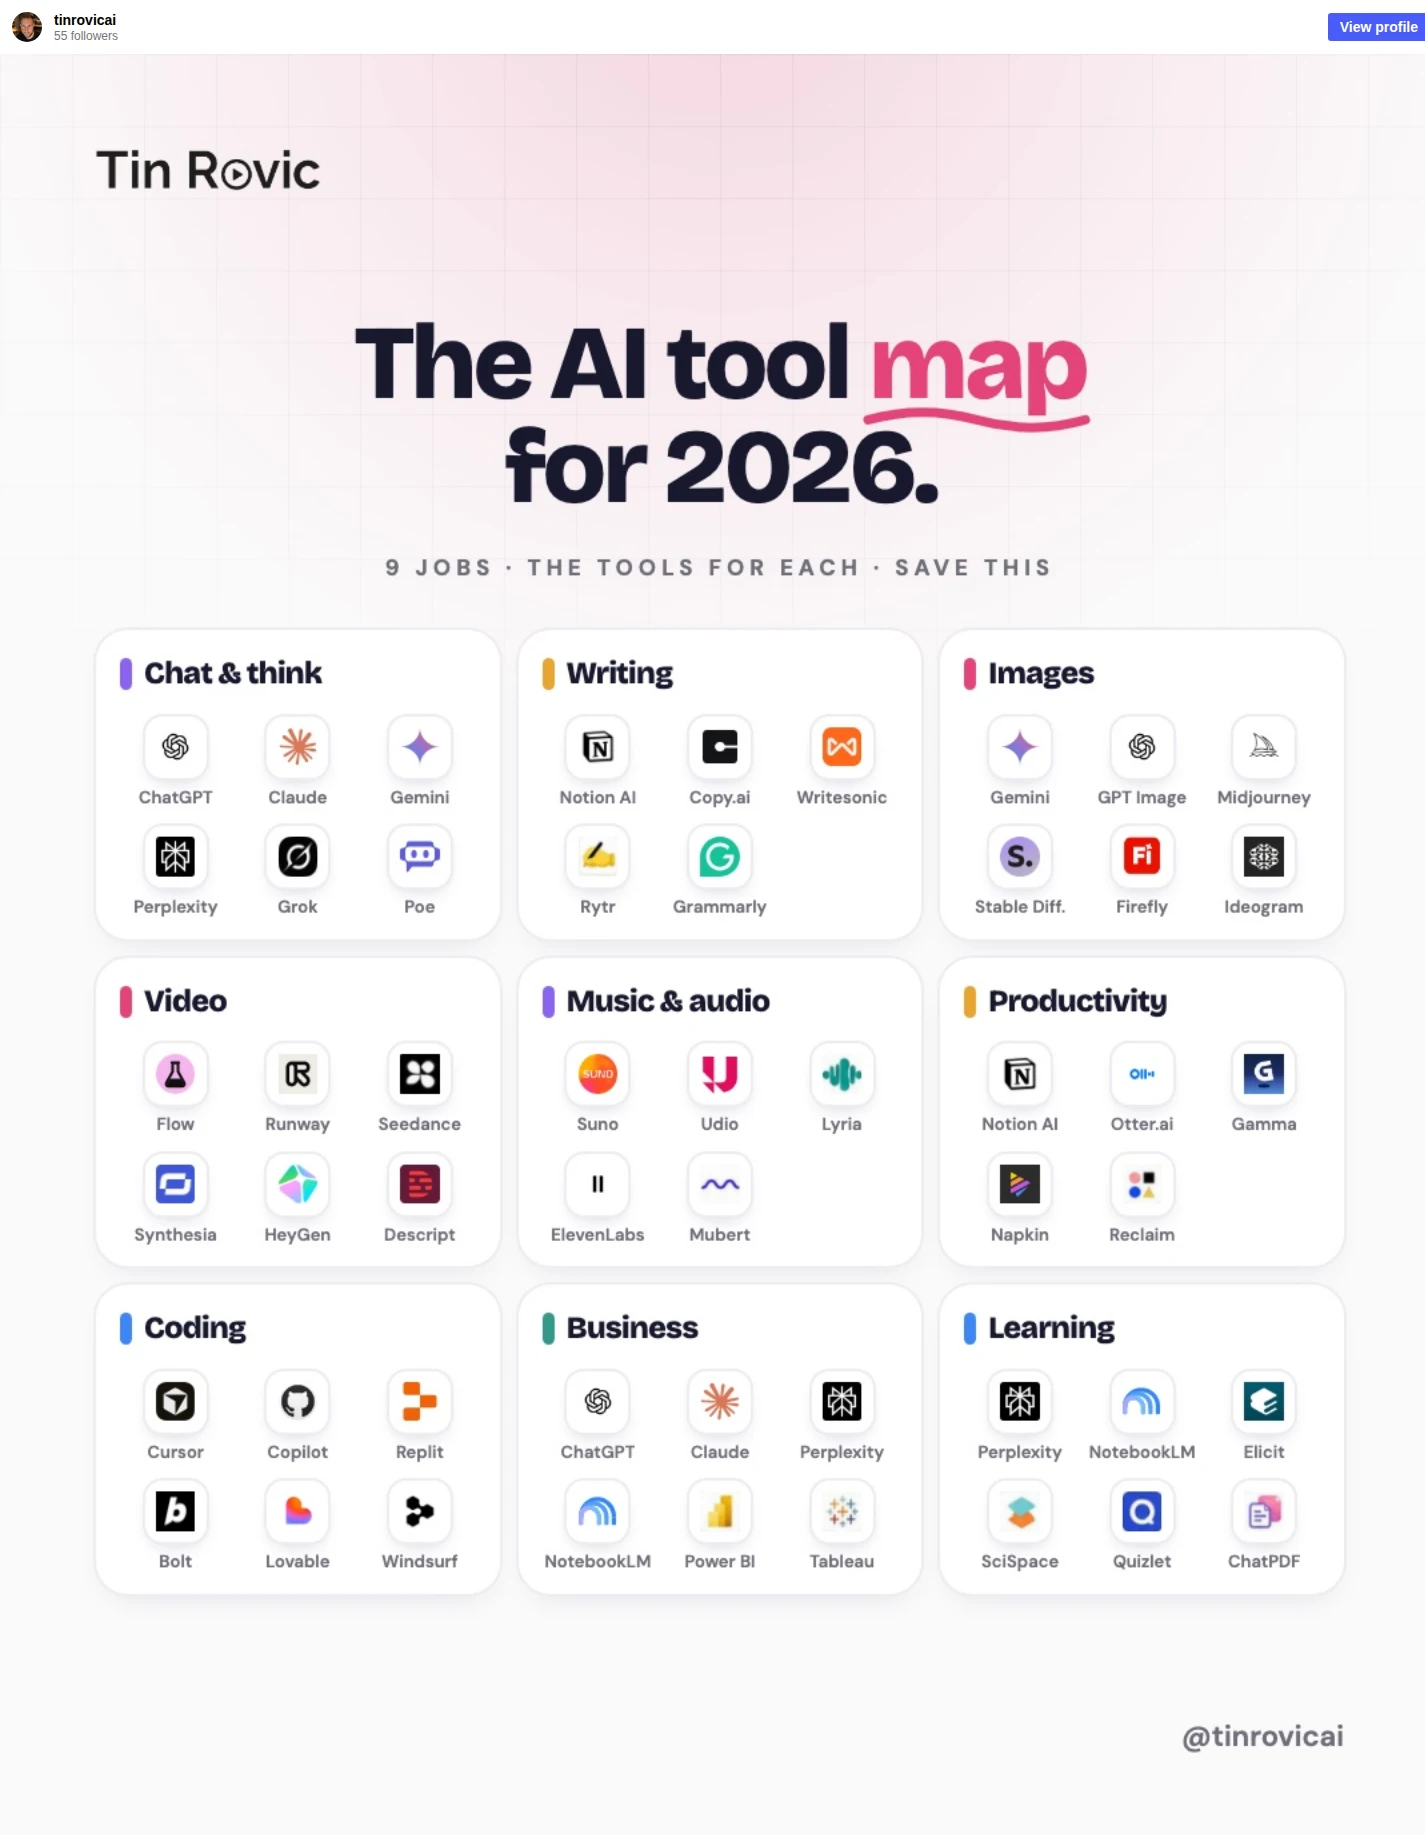 tinrovicai
55 followers
View profile
Tin Rovic
The AI tool map
for 2026.
9 JOBS · THE TOOLS FOR EACH · SAVE THIS
Chat & think
ChatGPT Claude Gemini
Perplexity Grok Poe
Writing
Notion AI Copy.ai Writesonic
Rytr Grammarly
Images
Gemini GPT Image Midjourney
S. Fi
Stable Diff. Firefly Ideogram
Video
Flow Runway Seedance
Synthesia HeyGen Descript
Music & audio
SUNO
Suno Udio Lyria
ElevenLabs Mubert
Productivity
Notion AI Otter.ai Gamma
Napkin Reclaim
Coding
Cursor Copilot Replit
b
Bolt Lovable Windsurf
Business
ChatGPT Claude Perplexity
NotebookLM Power BI Tableau
Learning
Perplexity NotebookLM Elicit
SciSpace Quizlet ChatPDF
@tinrovicai